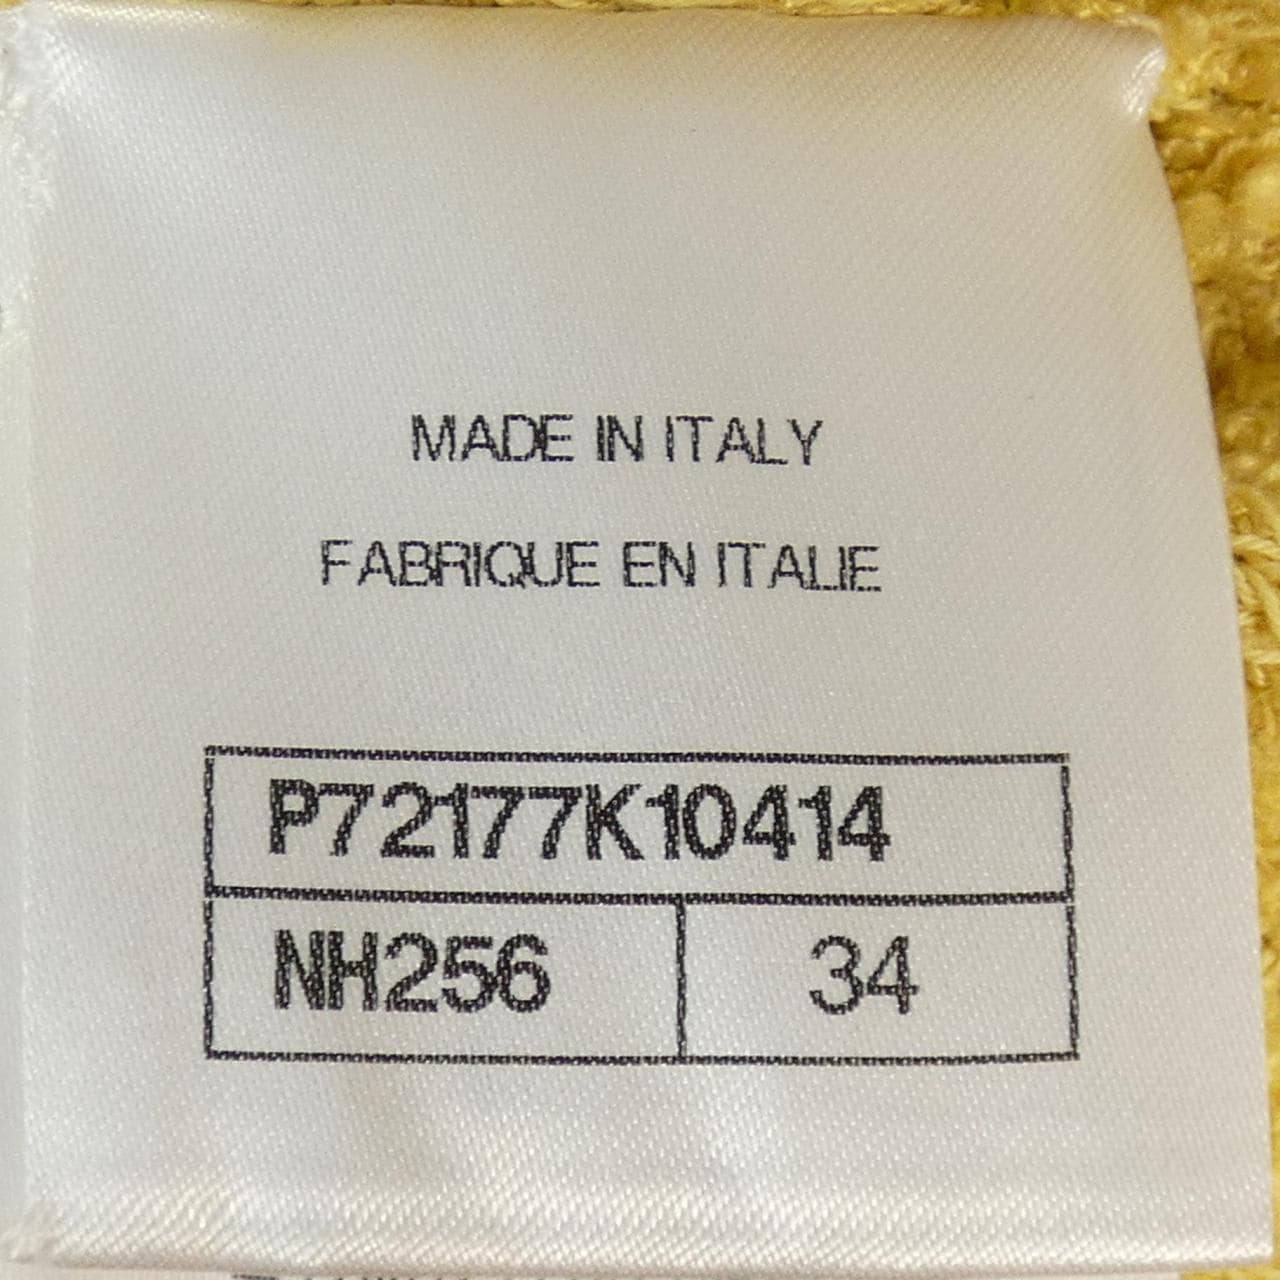 MADE IN ITALY
FABRIQUE EN ITALIE
P72177K10414
NH256 34